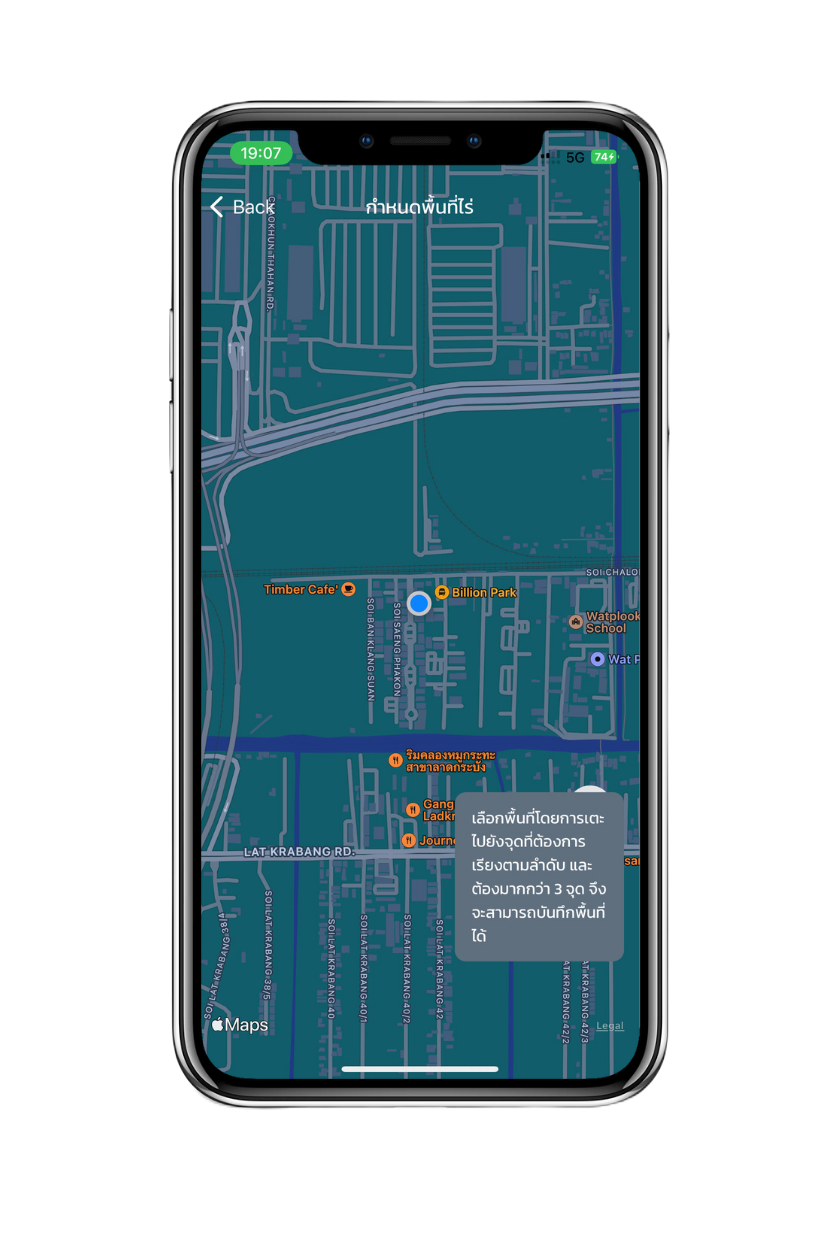 19:07
5G
74
Back
กำหนดพื้นที่ไร่
CHALOKHUN THAHAN RD.
SOI CHALO
Timber Cafe'
Billion Park
Watplook
School
SOI BAN KLANG SUAN
SOI SAENG PHAKON
Wat P
ริมคลองหมูกระทะ
สาขาลาดกระบัง
Gang
Ladkr
Journe
LAT KRABANG RD.
sar
เลือกพื้นที่โดยการเตะ
ไปยังจุดที่ต้องการ
เรียงตามลำดับ และ
ต้องมากกว่า 3 จุด จึง
จะสามารถบันทึกพื้นที่
ได้
SOI LAT KRABANG 38/4
SOI LAT KRABANG 38/5
SOI LAT KRABANG 40
SOI LAT KRABANG 40/1
SOI LAT KRABANG 40/2
SOI LAT KRABANG 42
AT KRABANG 42/2
AT KRABANG 42/3
Maps
Legal